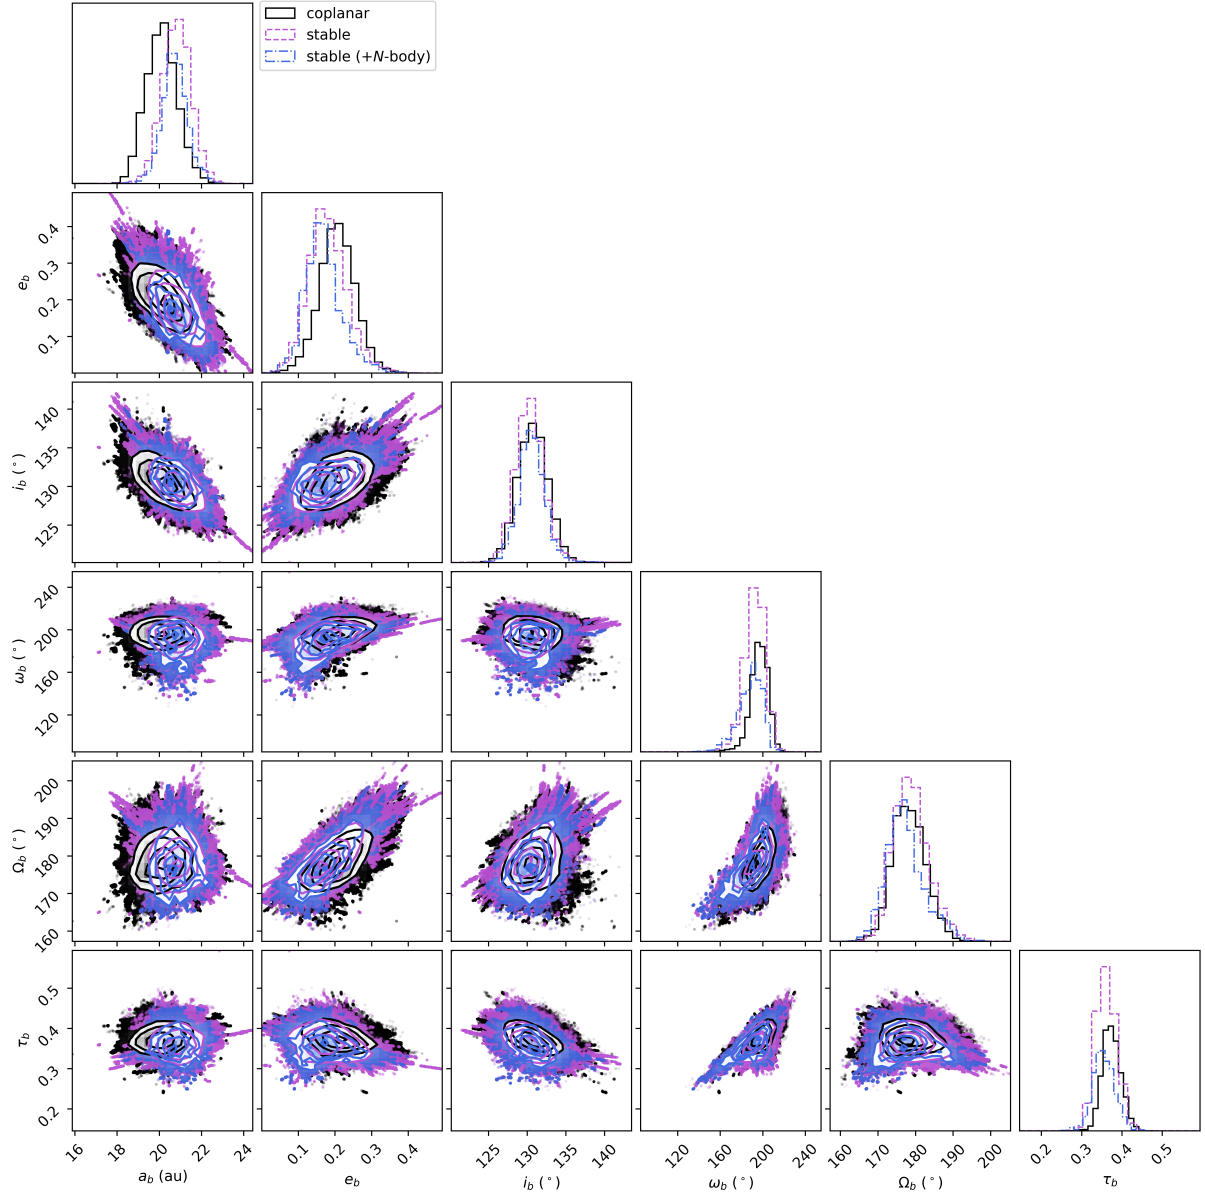 coplanar
stable
stable (+N-body)
e_b
0.4
0.3
0.2
0.1
i_b (°)
140
135
130
125
ω_b (°)
240
200
160
120
Ω_b (°)
200
190
180
170
160
τ_b
0.5
0.4
0.3
0.2
16 18 20 22 24
0.1 0.2 0.3 0.4
125 130 135 140
120 160 200 240
160 170 180 190 200
0.2 0.3 0.4 0.5
a_b (au) e_b i_b (°) ω_b (°) Ω_b (°) τ_b